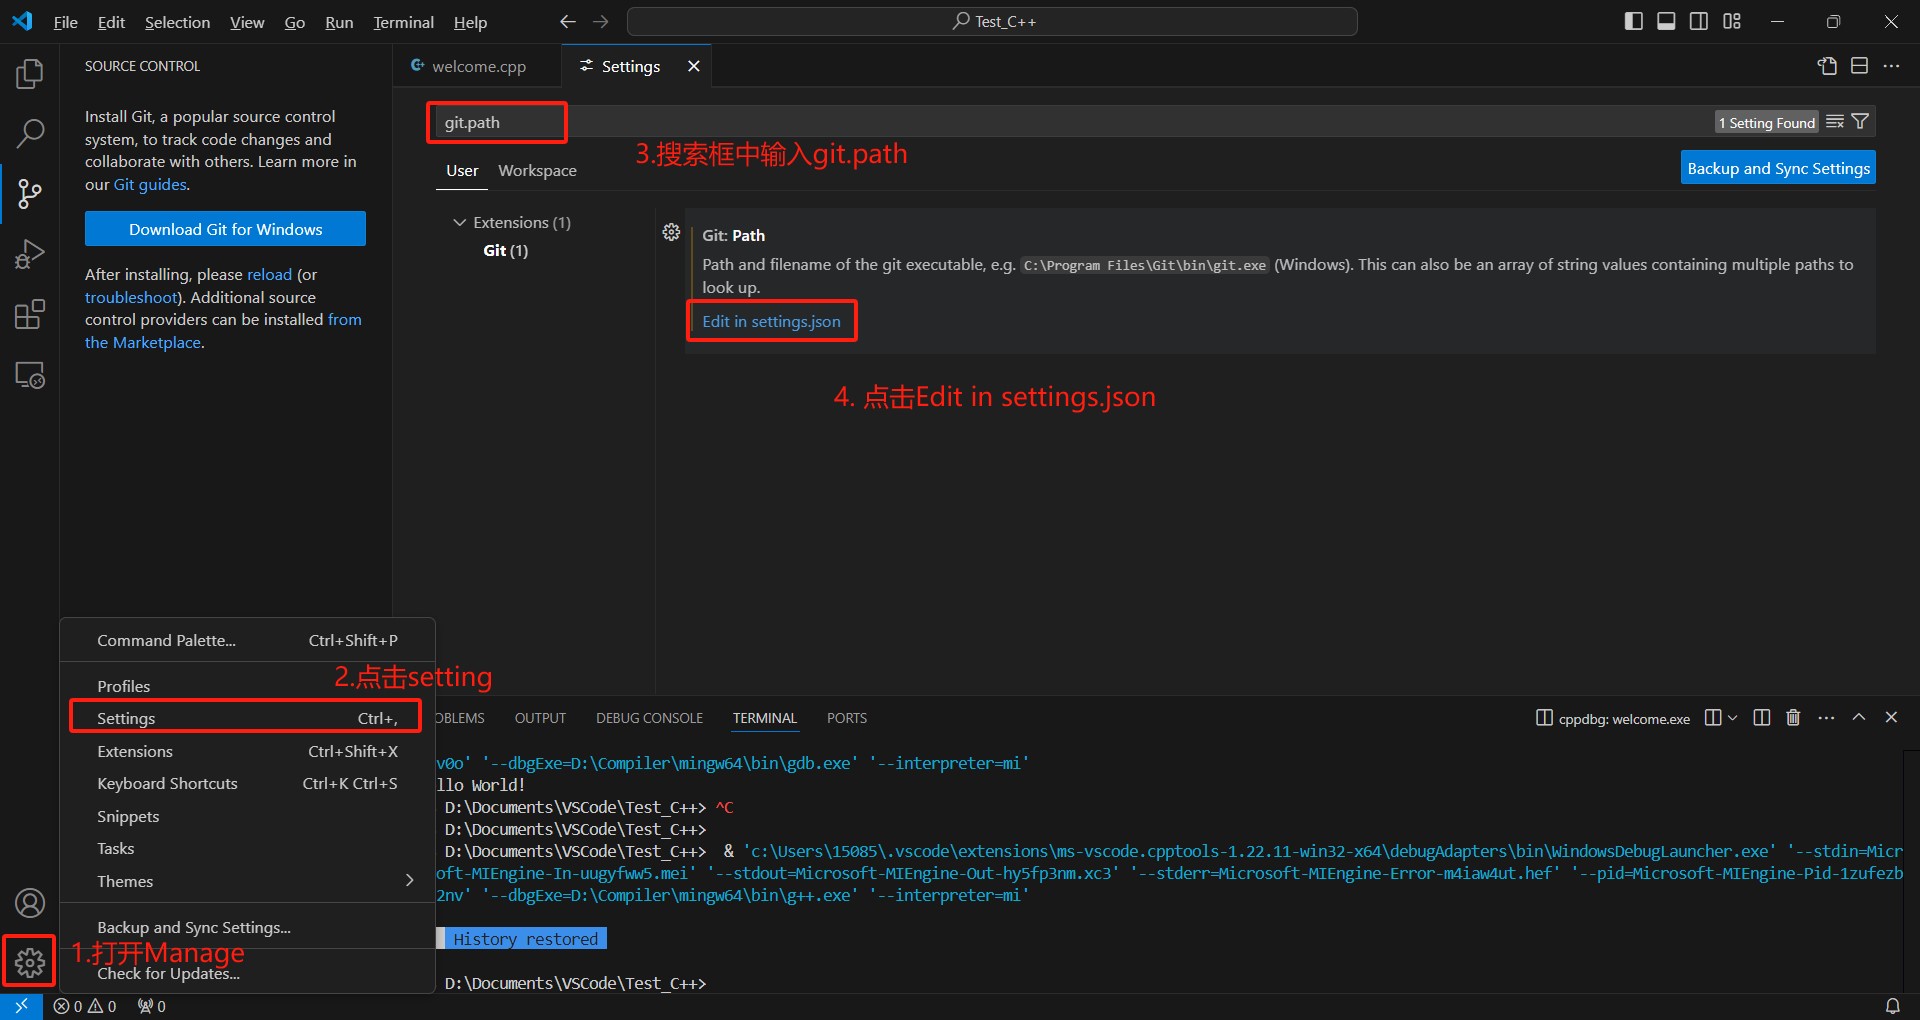 File Edit Selection View Go Run Terminal Help
Test_C++
SOURCE CONTROL
Install Git, a popular source control
system, to track code changes and
collaborate with others. Learn more in
our Git guides.
Download Git for Windows
After installing, please reload (or
troubleshoot). Additional source
control providers can be installed from
the Marketplace.
welcome.cpp
Settings
git.path
1 Setting Found
3.搜索框中输入git.path
User Workspace
Backup and Sync Settings
Extensions (1)
Git (1)
Git: Path
Path and filename of the git executable, e.g. C:\Program Files\Git\bin\git.exe (Windows). This can also be an array of string values containing multiple paths to
look up.
Edit in settings.json
4. 点击Edit in settings.json
Command Palette... Ctrl+Shift+P
Profiles
2.点击setting
Settings Ctrl+,
Extensions Ctrl+Shift+X
Keyboard Shortcuts Ctrl+K Ctrl+S
Snippets
Tasks
Themes
Backup and Sync Settings...
1.打开Manage
Check for Updates...
OBLEMS OUTPUT DEBUG CONSOLE TERMINAL PORTS
cppdbg: welcome.exe
v0o' '--dbgExe=D:\Compiler\mingw64\bin\gdb.exe' '--interpreter=mi'
llo World!
D:\Documents\VSCode\Test_C++> ^C
D:\Documents\VSCode\Test_C++>
D:\Documents\VSCode\Test_C++> & 'c:\Users\15085\.vscode\extensions\ms-vscode.cpptools-1.22.11-win32-x64\debugAdapters\bin\WindowsDebugLauncher.exe' '--stdin=Micr
oft-MIEngine-In-uugyfww5.mei' '--stdout=Microsoft-MIEngine-Out-hy5fp3nm.xc3' '--stderr=Microsoft-MIEngine-Error-m4iaw4ut.hef' '--pid=Microsoft-MIEngine-Pid-1zufezb
2nv' '--dbgExe=D:\Compiler\mingw64\bin\g++.exe' '--interpreter=mi'
History restored
D:\Documents\VSCode\Test_C++>
0 0 0